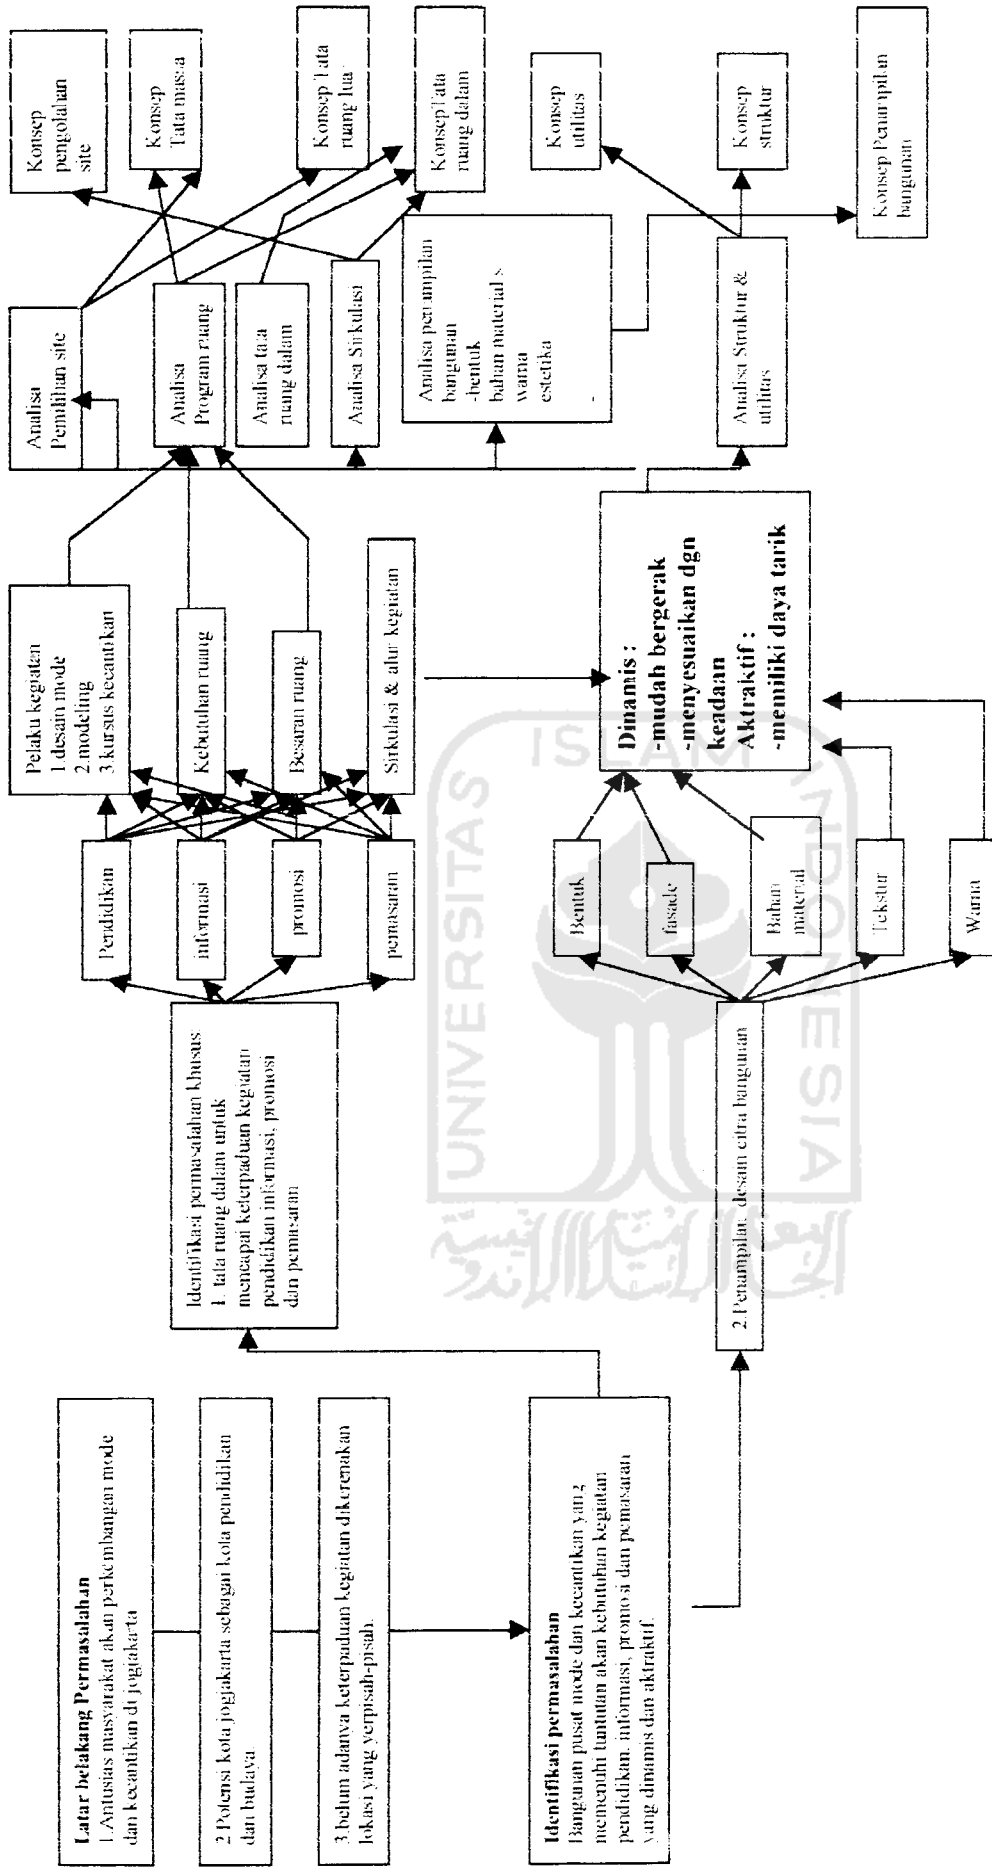 Latar belakang Permasalahan
1.Antusias masyarakat akan perkembangan mode
dan kecantikan di jogjakarta
2 Potensi kota jogjakarta sebagai kota pendidikan
dan budaya.
3.belum adanya keterpaduan kegiatan dikerenakan
lokasi yang yerpisah-pisah.
Identifikasi permasalahan
Bangunan pusat mode dan kecantikan yang
memenuhi tuntutan akan kebutuhan kegiatan
pendidikan, informasi, promosi dan pemasaran
yang dinamis dan aktraktif.
Identifikasi permasalahan khusus:
1. tata ruang dalam untuk
mencapai keterpaduan kegiatan
pendidikan informasi, promosi
dan pemasaran
2.Penampilan, desain citra bangunan
Pendidikan
informasi
promosi
pemasaran
Bentuk
fasade
Bahan
material
Tekstur
Warna
Pelaku kegiatan
1.desain mode
2.modeling
3.kursus kecantikan
Kebutuhan ruang
Besaran ruang
Sirkulasi & alur kegiatan
Dinamis :
-mudah bergerak
-menyesuaikan dgn
keadaan
Aktraktif :
-memiliki daya tarik
Analisa
Pemilihan site
Analisa
Program ruang
Analisa tata
ruang dalam
Analisa Sirkulasi
Analisa penampilan
bangunan
-bentuk
bahan material s
warna
estetika
-
Analisa Struktur &
utilitas
Konsep
pengolahan
site
Konsep
Tata massa
Konsep Tata
ruang luar
KonsepTata
ruang dalam
Konsep
utilitas
Konsep
struktur
Konsep Penampilan
bangunan
UNIVERSITAS
ISLAM
INDONESIA